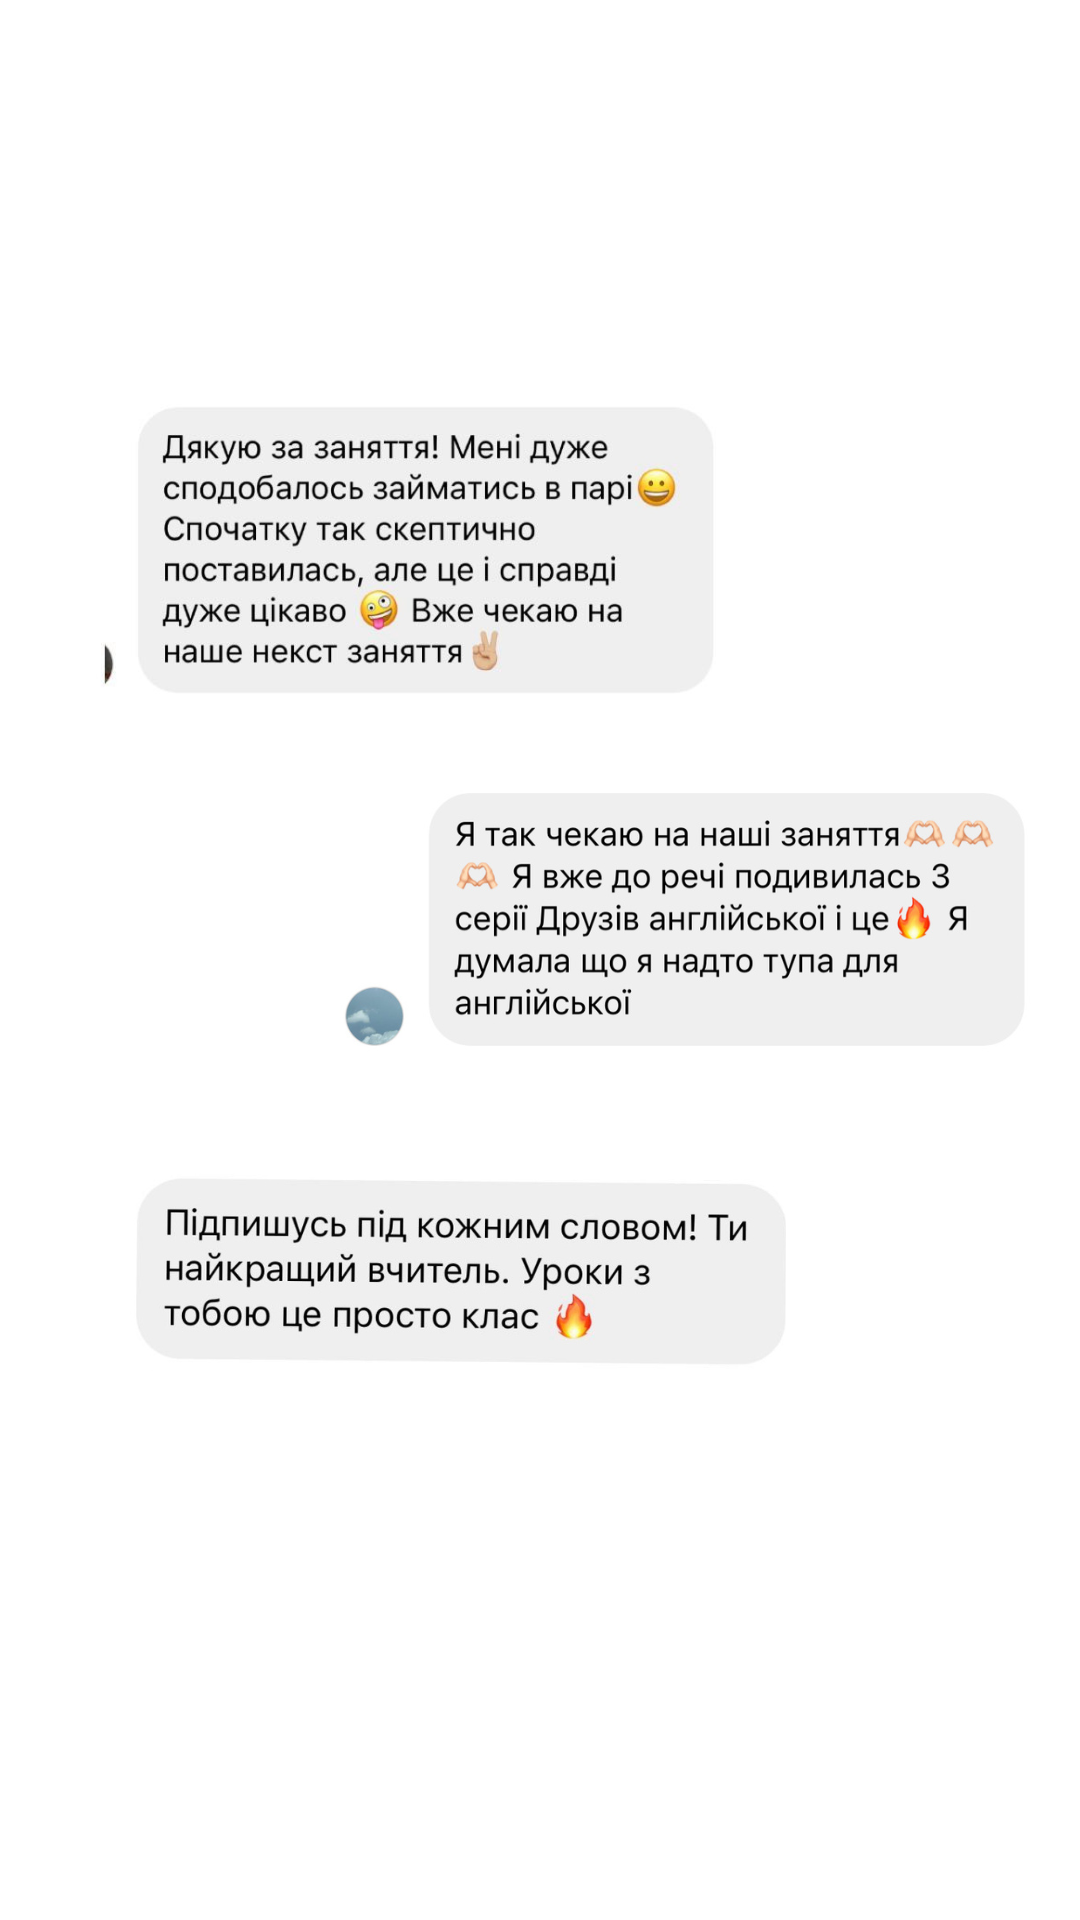 Дякую за заняття! Мені дуже
сподобалось займатись в парі😀
Спочатку так скептично
поставилась, але це і справді
дуже цікаво 🤪 Вже чекаю на
наше некст заняття✌🏼
Я так чекаю на наші заняття🫶🏻🫶🏻
🫶🏻 Я вже до речі подивилась 3
серії Друзів англійської і це🔥 Я
думала що я надто тупа для
англійської
Підпишусь під кожним словом! Ти
найкращий вчитель. Уроки з
тобою це просто клас 🔥